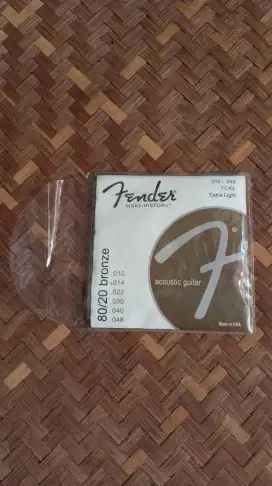 Fender
MAKE HISTORY
.010 - .048
70XL
Extra Light
80/20 bronze
.010
.014
.022
.030
.040
.048
acoustic guitar
Made in USA